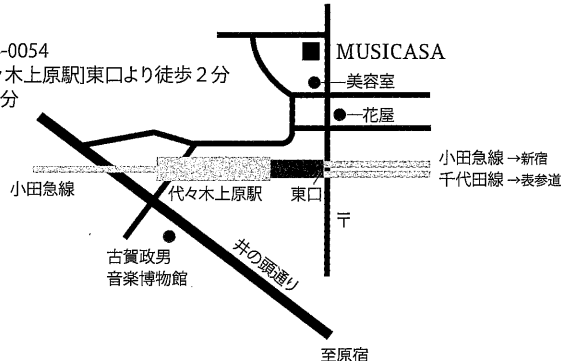 -0054
木上原駅]東口より徒歩２分
分
MUSICASA
美容室
花屋
小田急線 →新宿
千代田線 →表参道
小田急線
代々木上原駅
東口
〒
古賀政男
音楽博物館
井の頭通り
至原宿